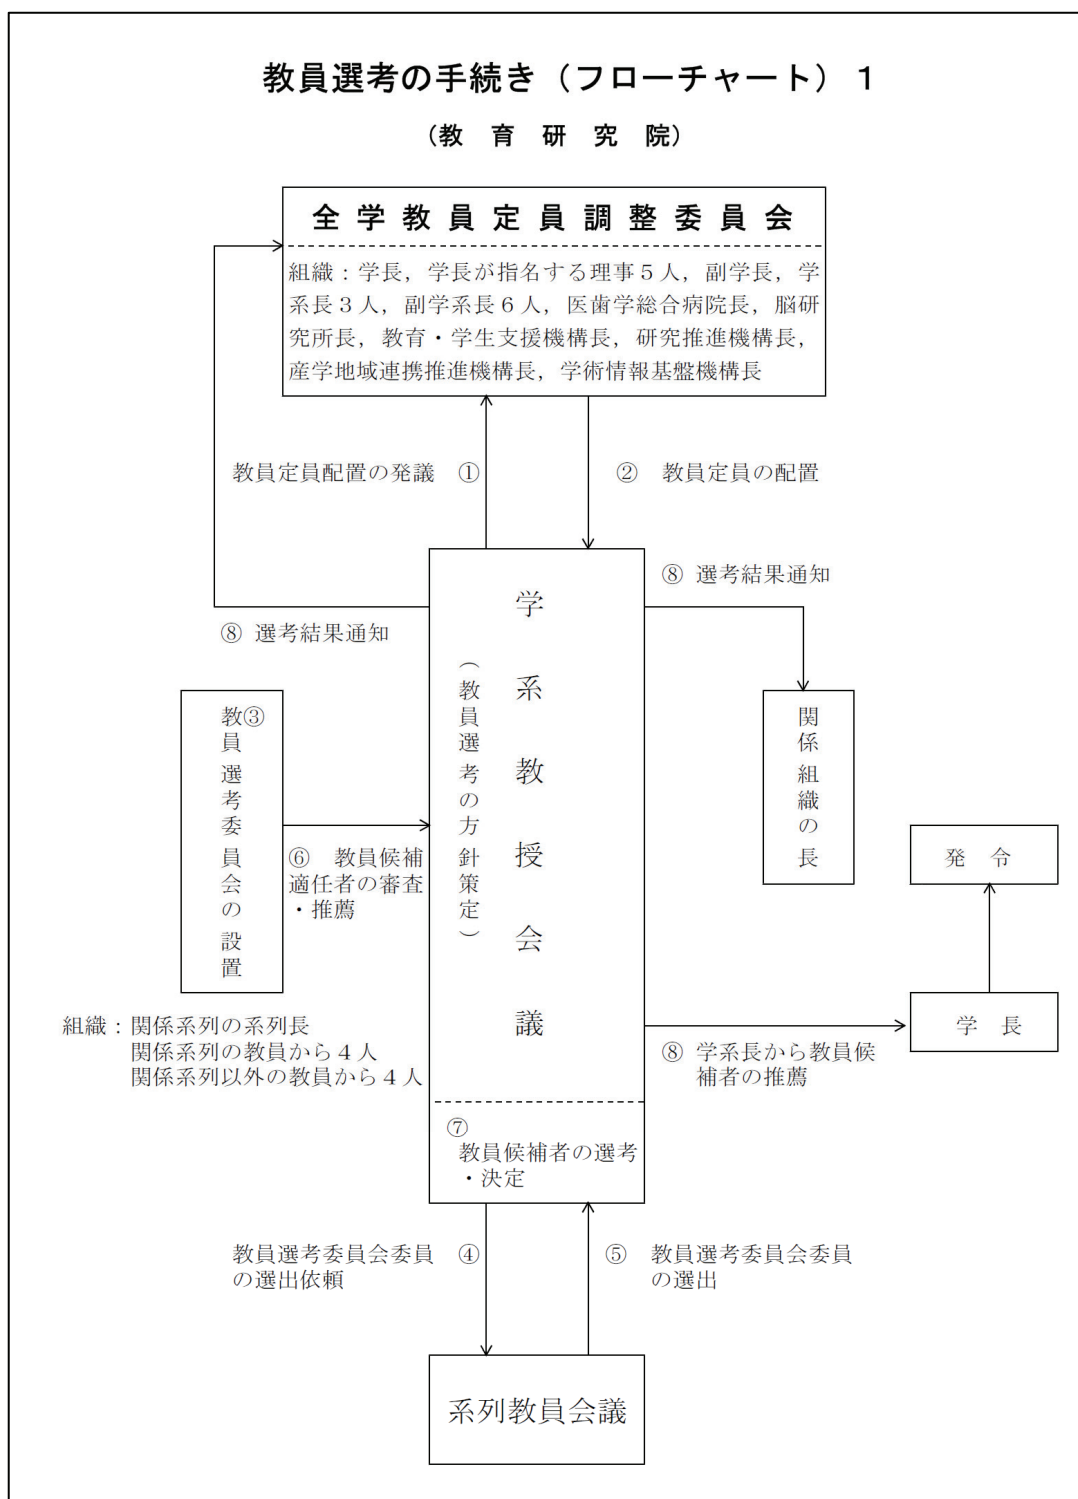 教員選考の手続き（フローチャート）１
（教　育　研　究　院）
全学教員定員調整委員会
組織：学長，学長が指名する理事５人，副学長，学
系長３人，副学系長６人，医歯学総合病院長，脳研
究所長，教育・学生支援機構長，研究推進機構長，
産学地域連携推進機構長，学術情報基盤機構長
教員定員配置の発議　①
②　教員定員の配置
⑧ 選考結果通知
⑧ 選考結果通知
学系教授会議
（教員選考の方針策定）
③
教員選考委員会の設置
関係組織の長
⑥　教員候補
適任者の審査
・推薦
発　令
学　長
組織：関係系列の系列長
関係系列の教員から４人
関係系列以外の教員から４人
⑧ 学系長から教員候
補者の推薦
⑦
教員候補者の選考
・決定
教員選考委員会委員　④
の選出依頼
⑤　教員選考委員会委員
の選出
系列教員会議